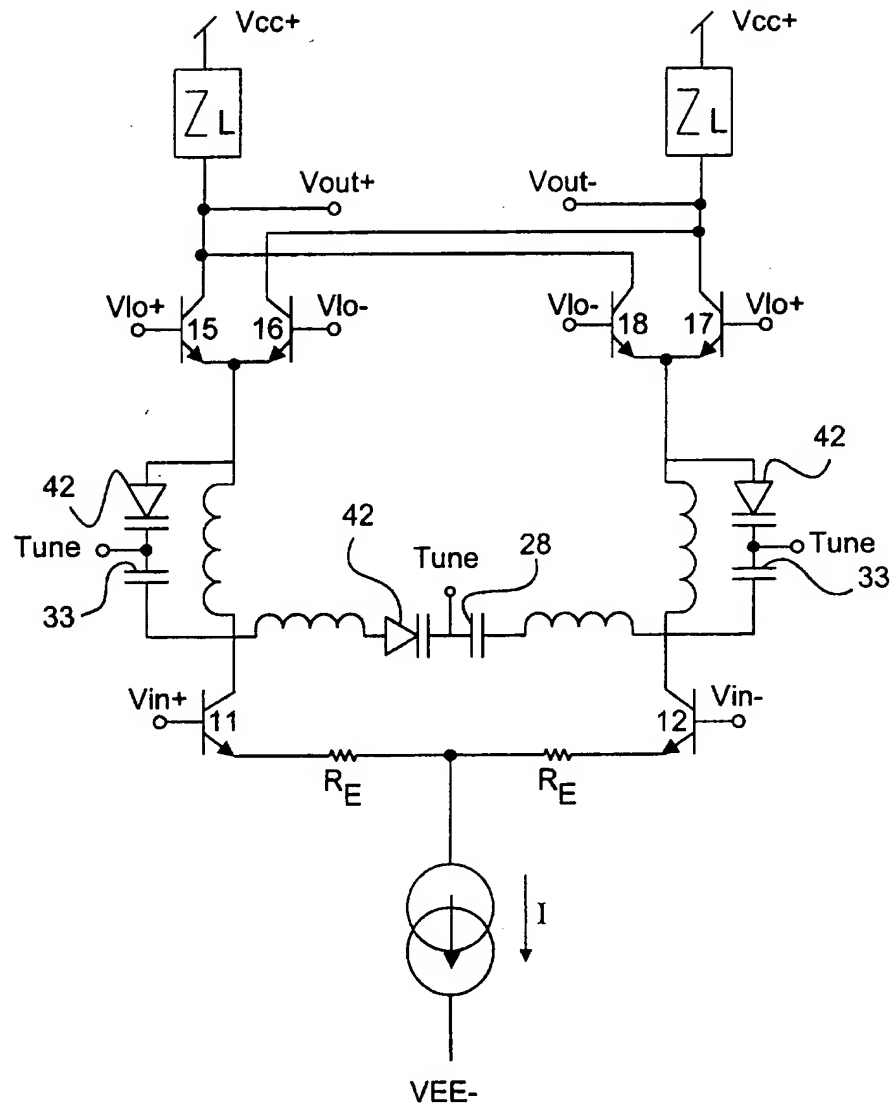 Vcc+ Vcc+
ZL ZL
Vout+ Vout-
Vlo+ 15 16 Vlo- Vlo- 18 17 Vlo+
42 42
Tune 42 Tune 28 Tune
33 33
Vin+ 11 12 Vin-
RE RE
I
VEE-